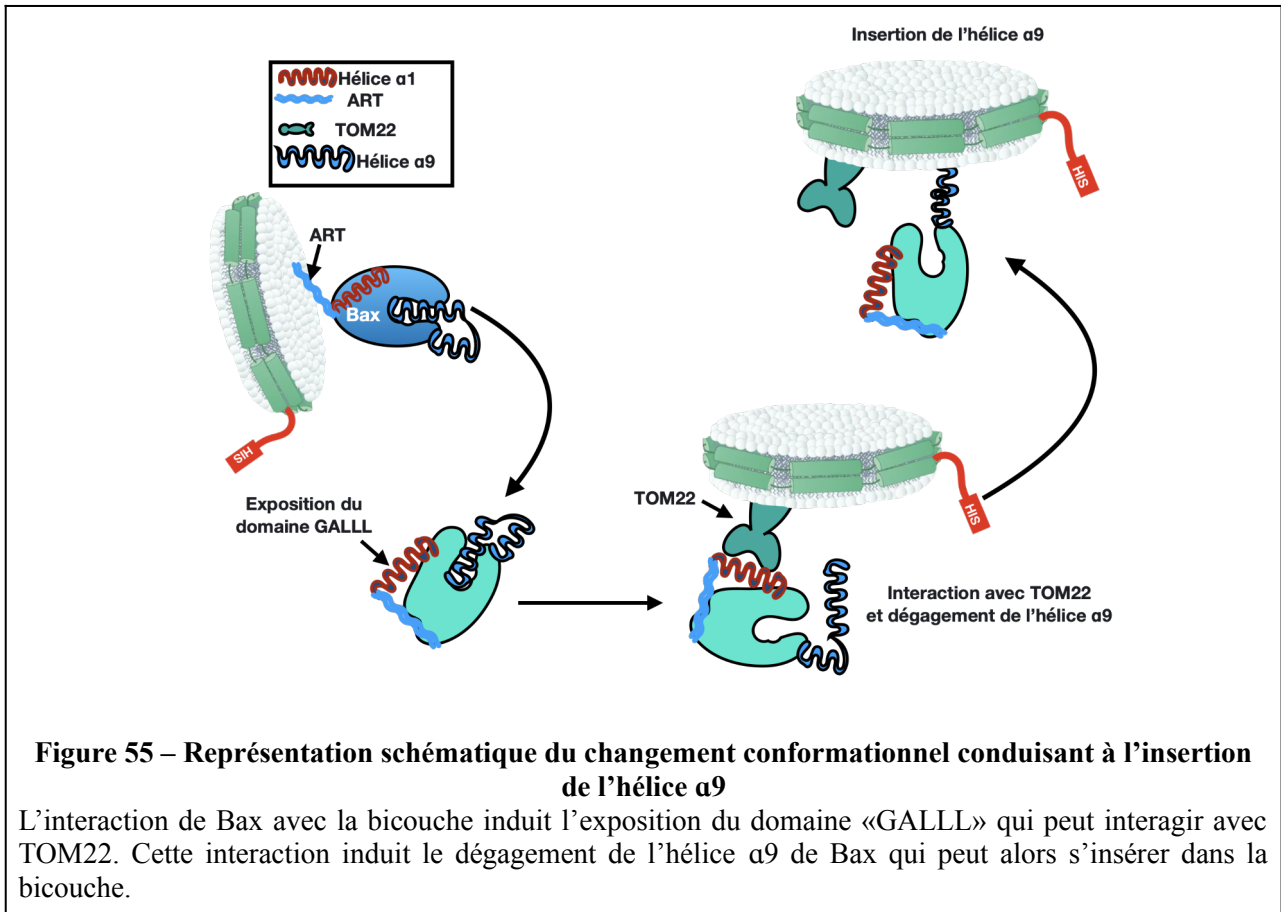 Insertion de l'hélice α9
Hélice α1
ART
TOM22
Hélice α9
ART
Bax
HIS
Exposition du
domaine GALLL
TOM22
HIS
HIS
Interaction avec TOM22
et dégagement de l'hélice α9
Figure 55 – Représentation schématique du changement conformationnel conduisant à l'insertion
de l'hélice α9
L'interaction de Bax avec la bicouche induit l'exposition du domaine «GALLL» qui peut interagir avec
TOM22. Cette interaction induit le dégagement de l'hélice α9 de Bax qui peut alors s'insérer dans la
bicouche.